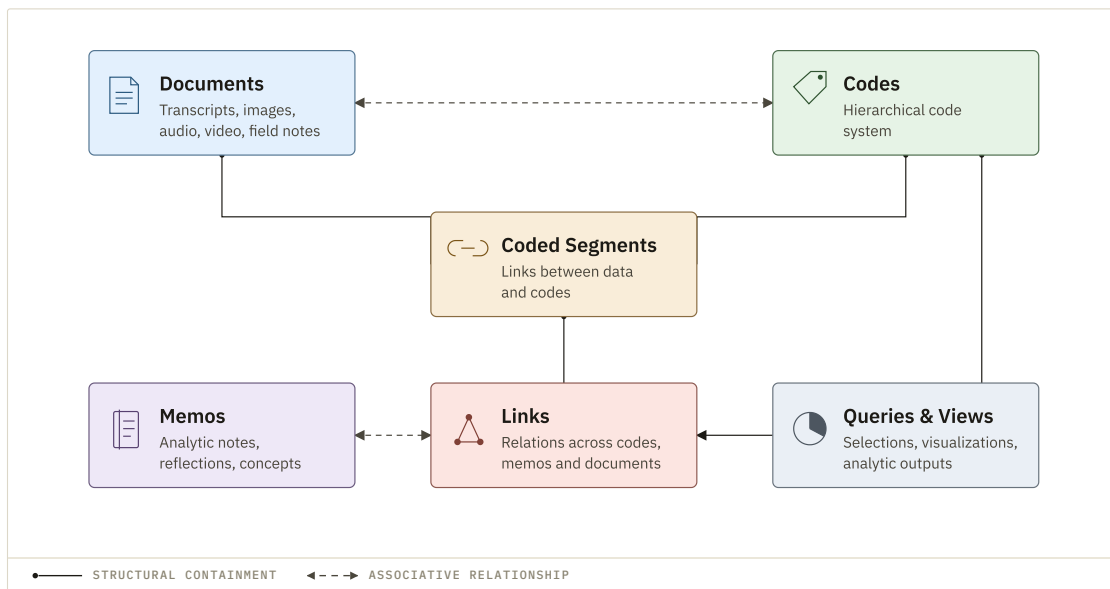 Documents
Transcripts, images,
audio, video, field notes
Codes
Hierarchical code
system
Coded Segments
Links between data
and codes
Memos
Analytic notes,
reflections, concepts
Links
Relations across codes,
memos and documents
Queries & Views
Selections, visualizations,
analytic outputs
STRUCTURAL CONTAINMENT
ASSOCIATIVE RELATIONSHIP